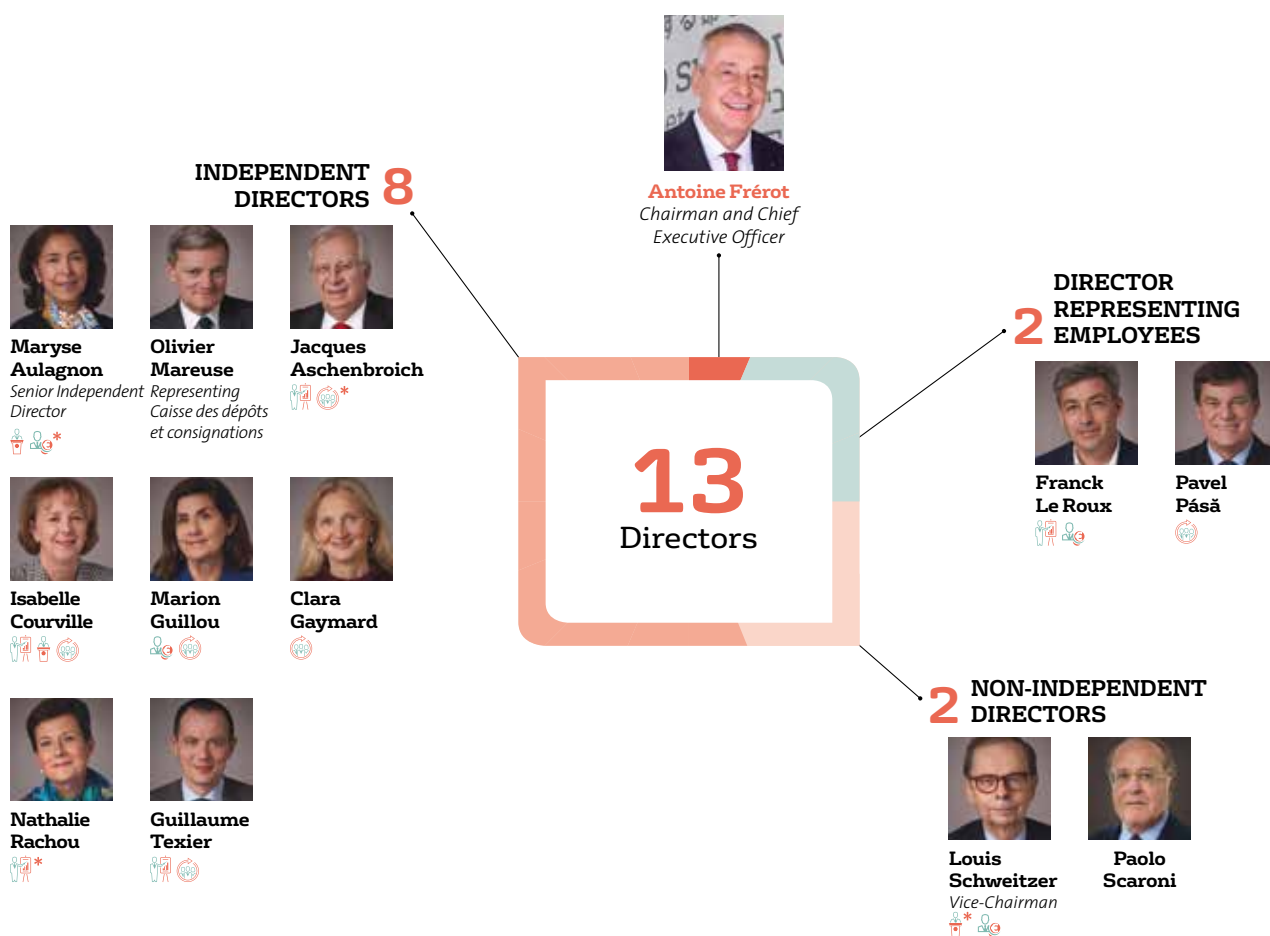 Antoine Frérot
Chairman and Chief
Executive Officer
INDEPENDENT
DIRECTORS
8
Maryse
Aulagnon
Senior Independent
Director
*
Olivier
Mareuse
Representing
Caisse des dépôts
et consignations
Jacques
Aschenbroich
*
Isabelle
Courville
Marion
Guillou
Clara
Gaymard
Nathalie
Rachou
*
Guillaume
Texier
13
Directors
2
DIRECTOR
REPRESENTING
EMPLOYEES
Franck
Le Roux
Pavel
Pásă
2
NON-INDEPENDENT
DIRECTORS
Louis
Schweitzer
Vice-Chairman
*
Paolo
Scaroni